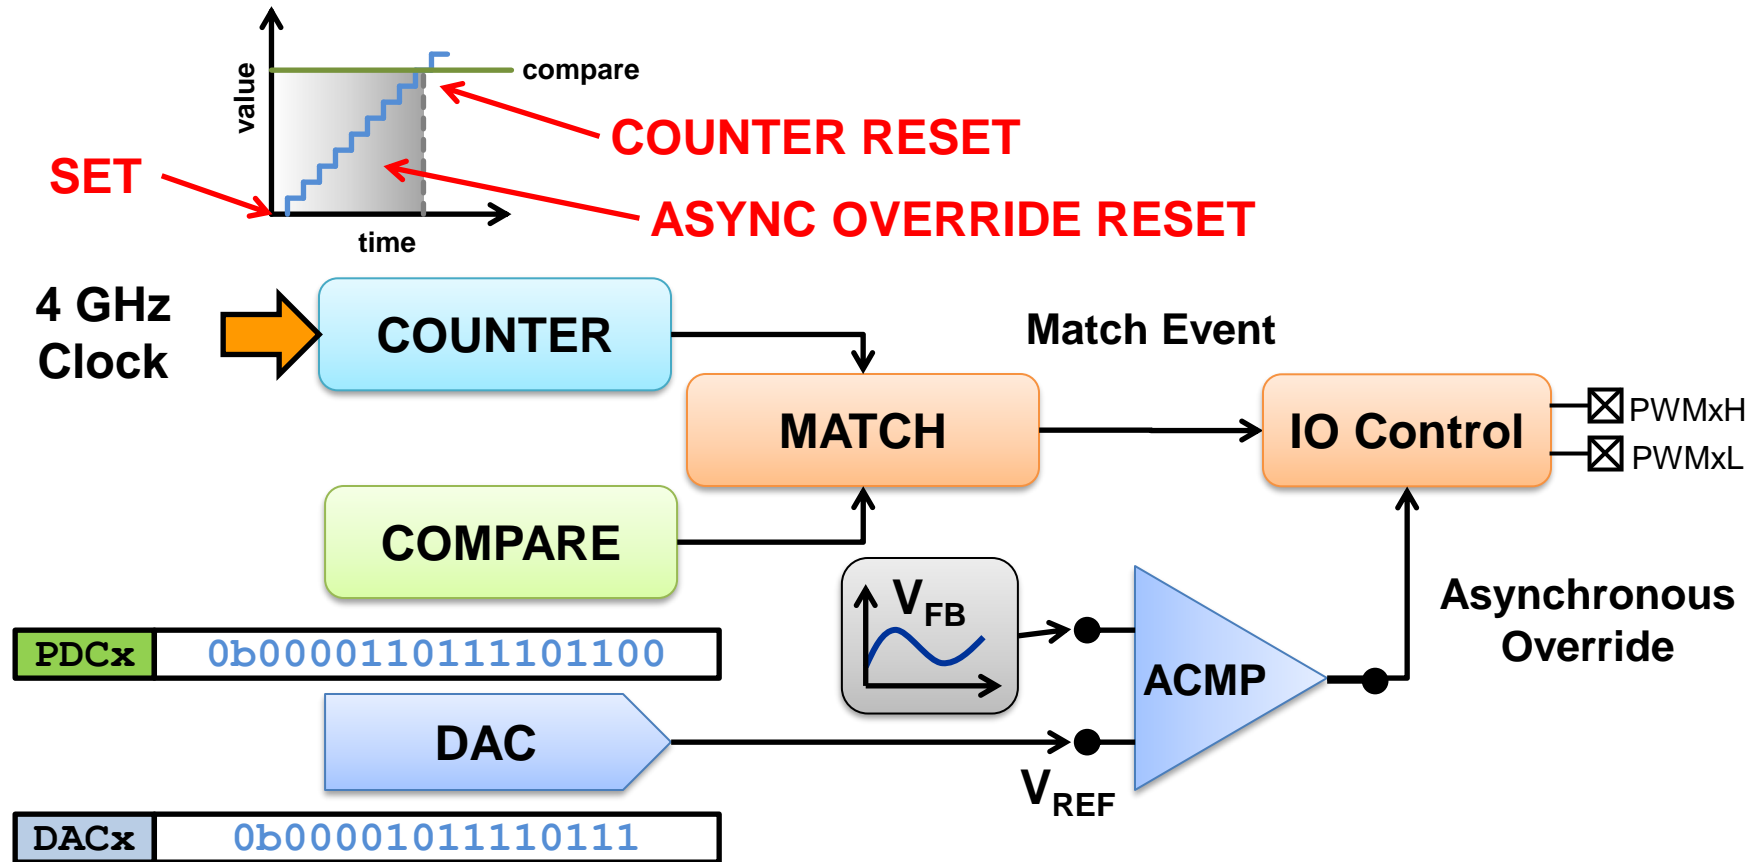 value
compare
COUNTER RESET
SET
ASYNC OVERRIDE RESET
time
4 GHz
Clock
COUNTER
Match Event
MATCH
IO Control
PWMxH
PWMxL
COMPARE
VFB
Asynchronous
Override
PDCx 0b0000110111101100
ACMP
DAC
VREF
DACx 0b00001011110111